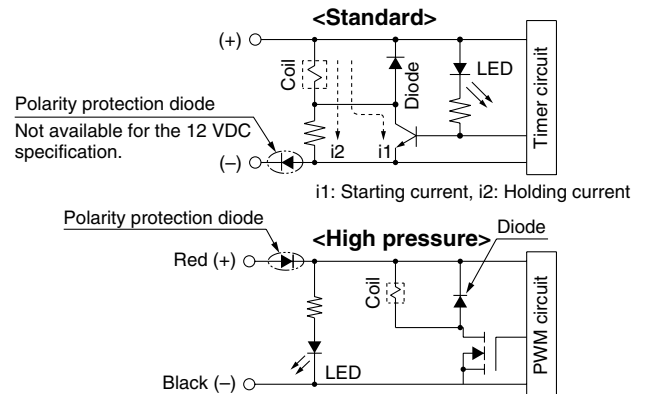 <Standard>
(+)
Coil
Diode
LED
Timer circuit
Polarity protection diode
Not available for the 12 VDC
specification.
(–)
i2
i1
i1: Starting current, i2: Holding current
Polarity protection diode
<High pressure>
Diode
Red (+)
Coil
PWM circuit
LED
Black (–)